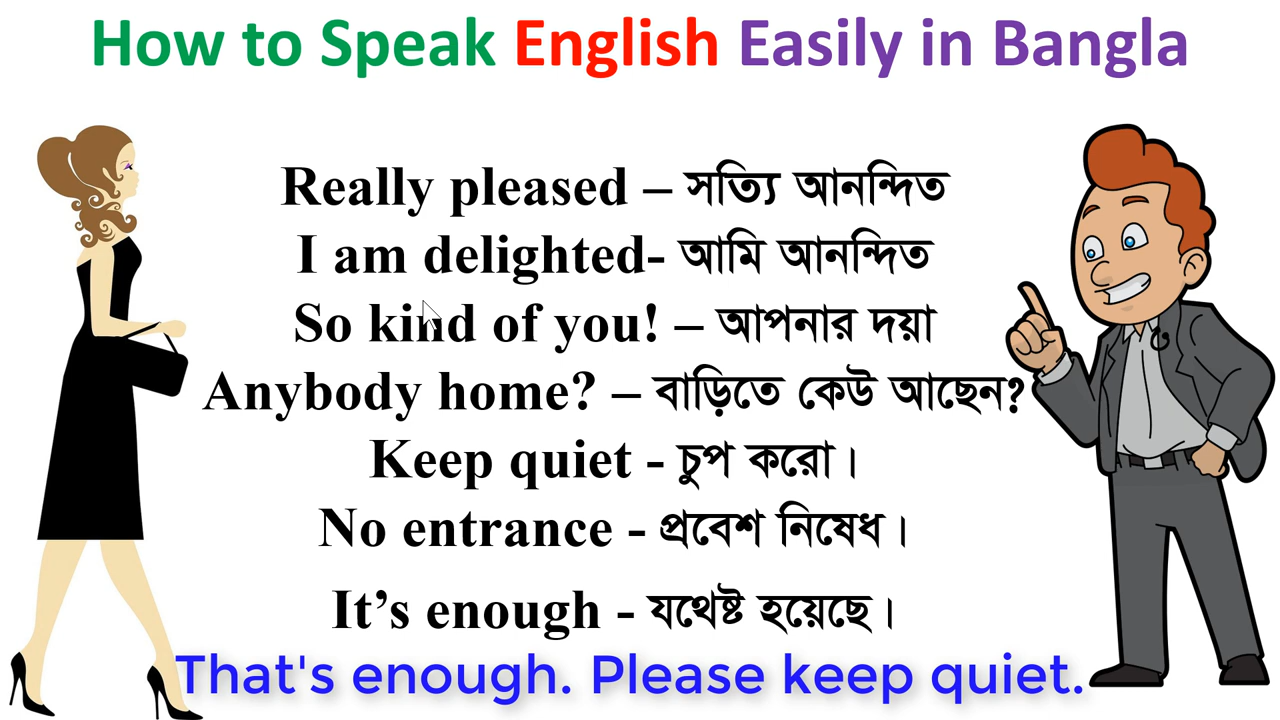 How to Speak English Easily in Bangla
Really pleased – সত্যি আনন্দিত
I am delighted- আমি আনন্দিত
So kind of you! – আপনার দয়া
Anybody home? – বাড়িতে কেউ আছেন?
Keep quiet - চুপ করো।
No entrance - প্রবেশ নিষেধ।
It’s enough - যথেষ্ট হয়েছে।
That's enough. Please keep quiet.